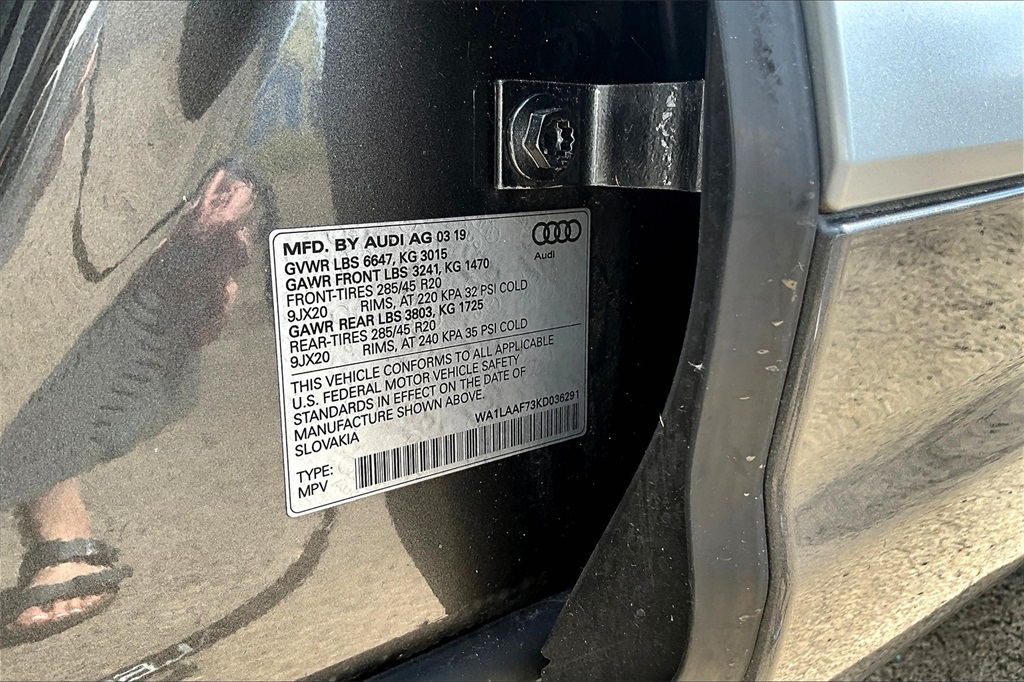 MFD. BY AUDI AG 03 19
Audi
GVWR LBS 6647, KG 3015
GAWR FRONT LBS 3241, KG 1470
FRONT-TIRES 285/45 R20
9JX20 RIMS, AT 220 KPA 32 PSI COLD
GAWR REAR LBS 3803, KG 1725
REAR-TIRES 285/45 R20
9JX20 RIMS, AT 240 KPA 35 PSI COLD
THIS VEHICLE CONFORMS TO ALL APPLICABLE
U.S. FEDERAL MOTOR VEHICLE SAFETY
STANDARDS IN EFFECT ON THE DATE OF
MANUFACTURE SHOWN ABOVE.
SLOVAKIA
WA1LAAF73KD036291
TYPE:
MPV